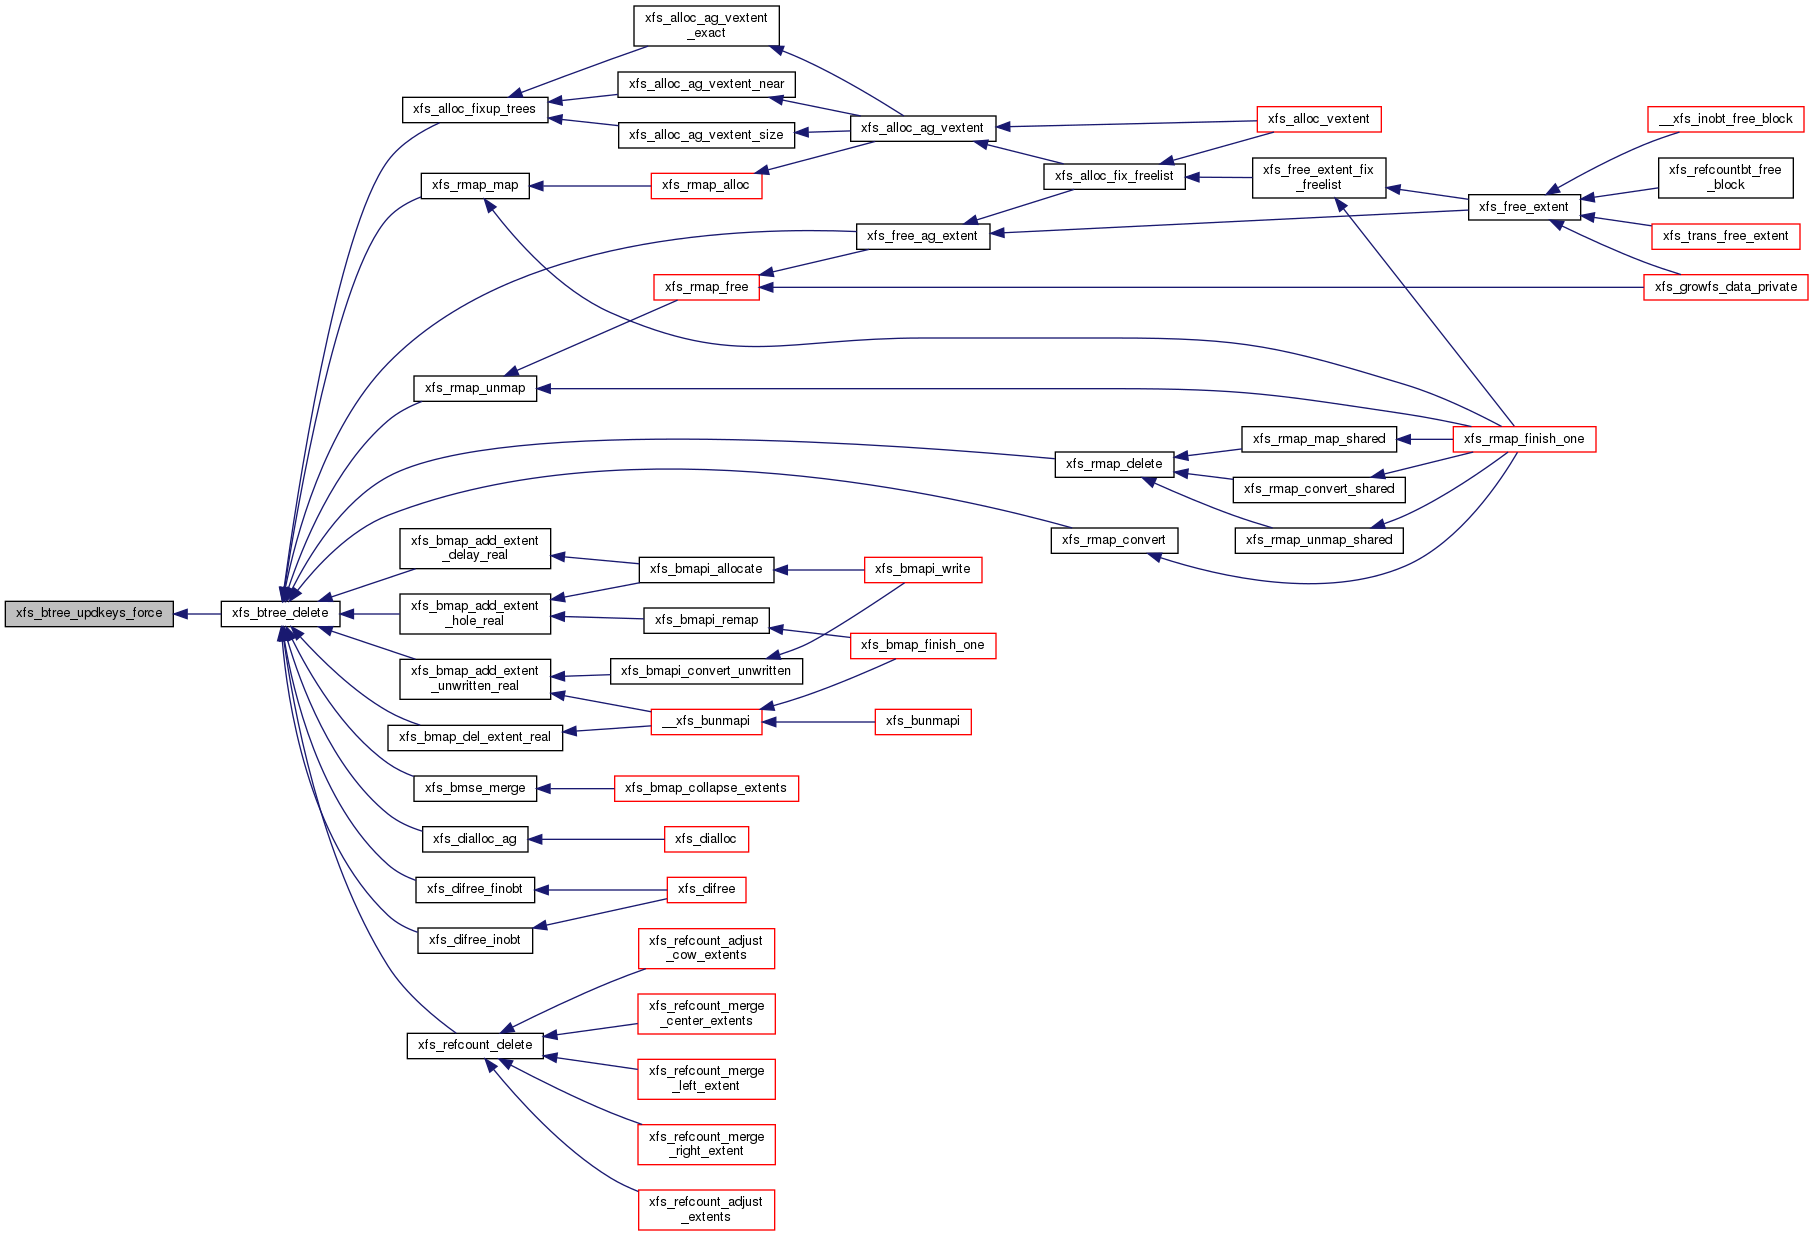 xfs_btree_updkeys_force
xfs_btree_delete
xfs_alloc_fixup_trees
xfs_rmap_map
xfs_rmap_unmap
xfs_bmap_add_extent
_delay_real
xfs_bmap_add_extent
_hole_real
xfs_bmap_add_extent
_unwritten_real
xfs_bmap_del_extent_real
xfs_bmse_merge
xfs_dialloc_ag
xfs_difree_finobt
xfs_difree_inobt
xfs_refcount_delete
xfs_alloc_ag_vextent
_exact
xfs_alloc_ag_vextent_near
xfs_alloc_ag_vextent_size
xfs_rmap_alloc
xfs_rmap_free
xfs_bmapi_allocate
xfs_bmapi_remap
xfs_bmapi_convert_unwritten
__xfs_bunmapi
xfs_bmap_collapse_extents
xfs_dialloc
xfs_difree
xfs_refcount_adjust
_cow_extents
xfs_refcount_merge
_center_extents
xfs_refcount_merge
_left_extent
xfs_refcount_merge
_right_extent
xfs_refcount_adjust
_extents
xfs_alloc_ag_vextent
xfs_free_ag_extent
xfs_bmapi_write
xfs_bmap_finish_one
xfs_bunmapi
xfs_alloc_fix_freelist
xfs_rmap_delete
xfs_rmap_convert
xfs_alloc_vextent
xfs_free_extent_fix
_freelist
xfs_rmap_map_shared
xfs_rmap_convert_shared
xfs_rmap_unmap_shared
xfs_free_extent
xfs_rmap_finish_one
__xfs_inobt_free_block
xfs_refcountbt_free
_block
xfs_trans_free_extent
xfs_growfs_data_private